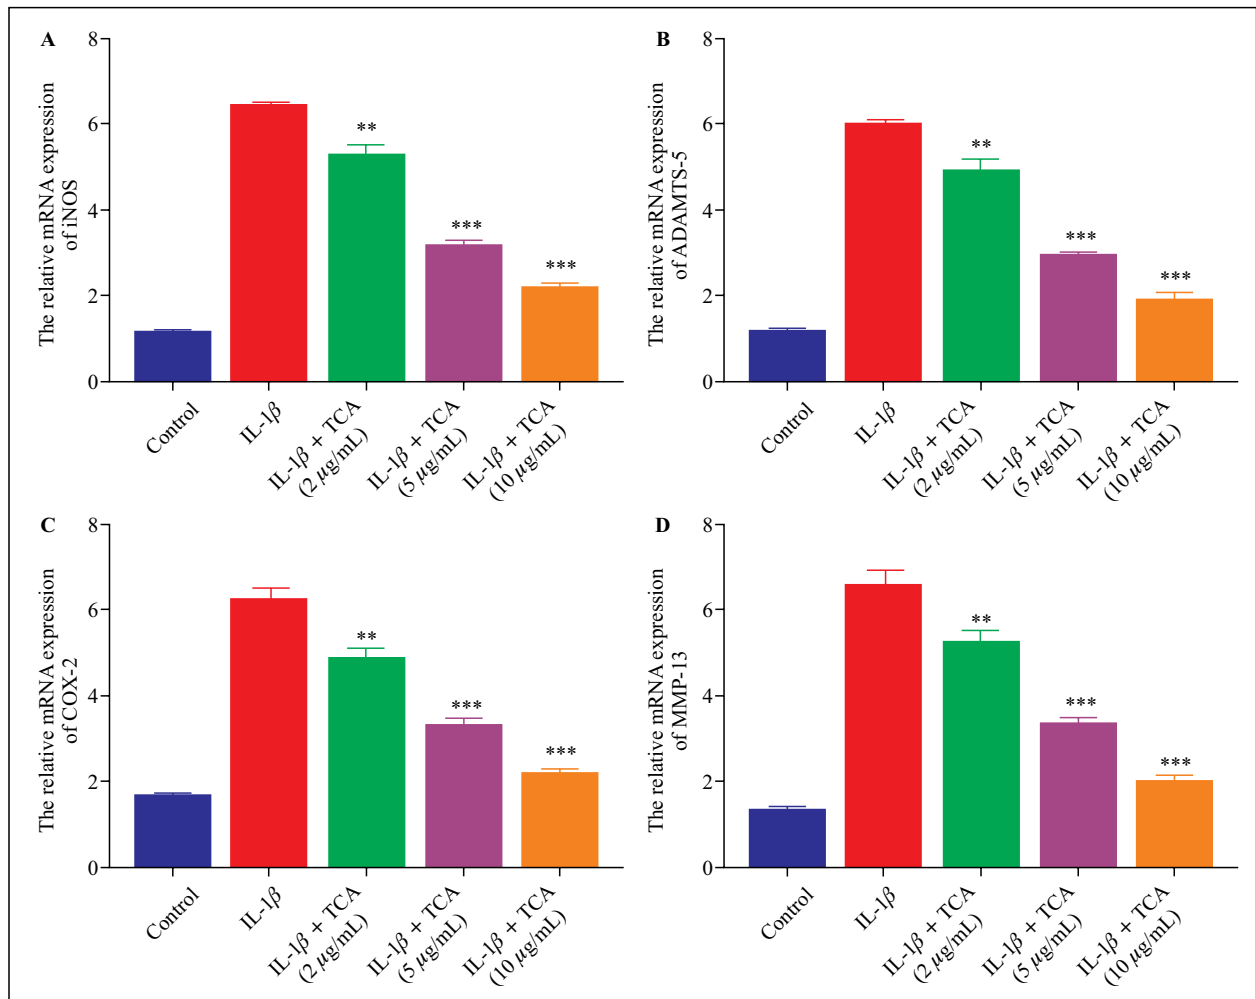 A
The relative mRNA expression
of iNOS
8
6
4
2
0
**
***
***
Control
IL-1β
IL-1β + TCA
(2 µg/mL)
IL-1β + TCA
(5 µg/mL)
IL-1β + TCA
(10 µg/mL)
B
The relative mRNA expression
of ADAMTS-5
8
6
4
2
0
**
***
***
Control
IL-1β
IL-1β + TCA
(2 µg/mL)
IL-1β + TCA
(5 µg/mL)
IL-1β + TCA
(10 µg/mL)
C
The relative mRNA expression
of COX-2
8
6
4
2
0
**
***
***
Control
IL-1β
IL-1β + TCA
(2 µg/mL)
IL-1β + TCA
(5 µg/mL)
IL-1β + TCA
(10 µg/mL)
D
The relative mRNA expression
of MMP-13
8
6
4
2
0
**
***
***
Control
IL-1β
IL-1β + TCA
(2 µg/mL)
IL-1β + TCA
(5 µg/mL)
IL-1β + TCA
(10 µg/mL)